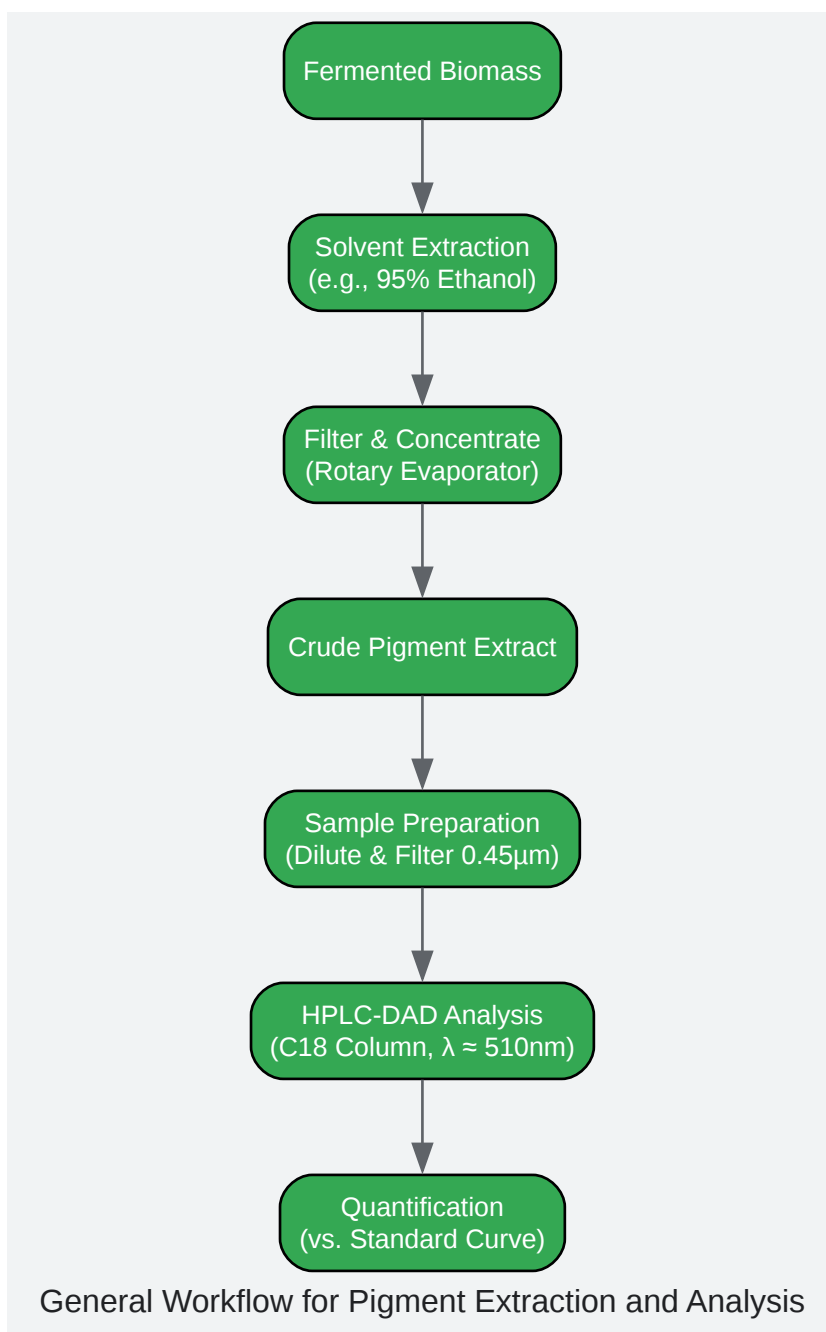 Fermented Biomass
Solvent Extraction
(e.g., 95% Ethanol)
Filter & Concentrate
(Rotary Evaporator)
Crude Pigment Extract
Sample Preparation
(Dilute & Filter 0.45µm)
HPLC-DAD Analysis
(C18 Column, λ ≈ 510nm)
Quantification
(vs. Standard Curve)
General Workflow for Pigment Extraction and Analysis